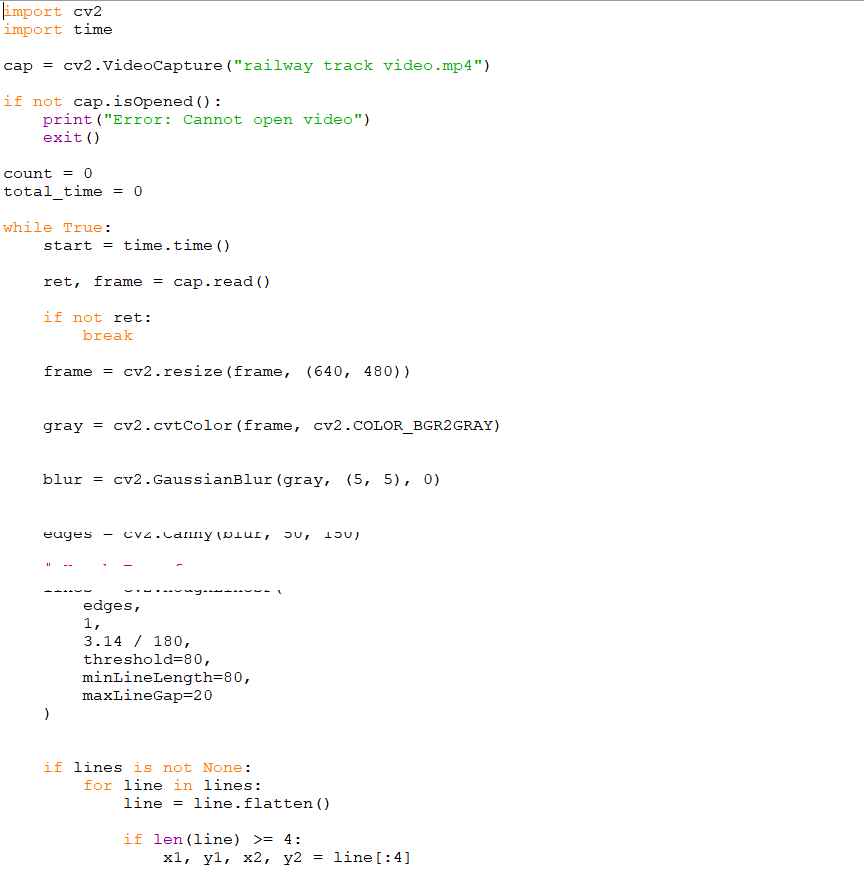 import cv2
import time
cap = cv2.VideoCapture("railway track video.mp4")
if not cap.isOpened():
    print("Error: Cannot open video")
    exit()
count = 0
total_time = 0
while True:
    start = time.time()
    ret, frame = cap.read()
    if not ret:
        break
    frame = cv2.resize(frame, (640, 480))
    gray = cv2.cvtColor(frame, cv2.COLOR_BGR2GRAY)
    blur = cv2.GaussianBlur(gray, (5, 5), 0)
    edges = cv2.Canny(blur, 50, 150)
        edges,
        1,
        3.14 / 180,
        threshold=80,
        minLineLength=80,
        maxLineGap=20
    )
    if lines is not None:
        for line in lines:
            line = line.flatten()
            if len(line) >= 4:
                x1, y1, x2, y2 = line[:4]